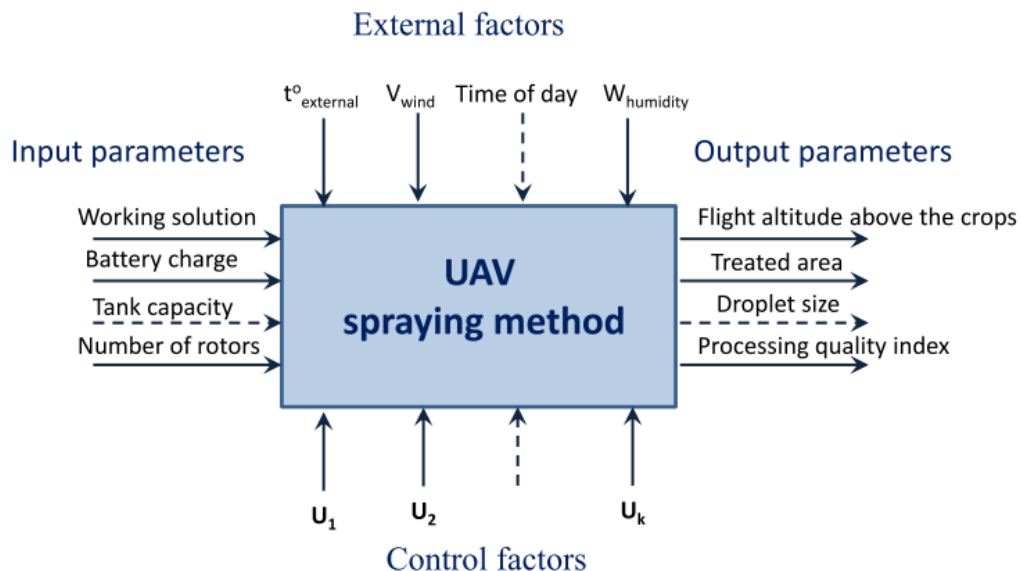 External factors
t°external Vwind Time of day Whumidity
Input parameters
Output parameters
Working solution
Battery charge
Tank capacity
Number of rotors
UAV
spraying method
Flight altitude above the crops
Treated area
Droplet size
Processing quality index
U1 U2 Uk
Control factors